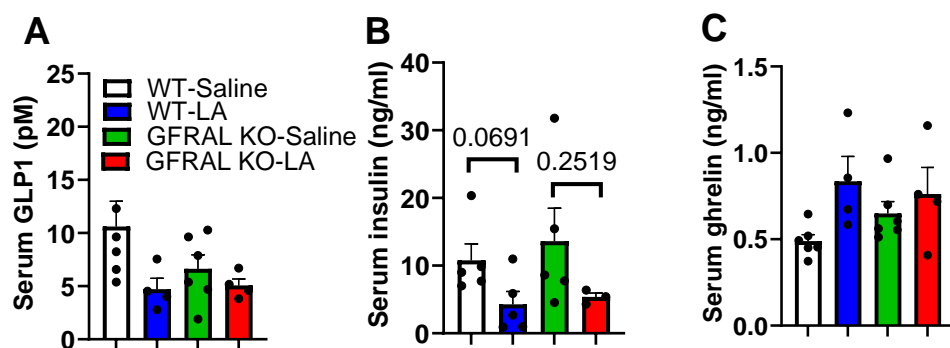 A
Serum GLP1 (pM)
25
20
15
10
5
0
WT-Saline
WT-LA
GFRAL KO-Saline
GFRAL KO-LA
B
Serum insulin (ng/ml)
40
30
20
10
0
0.0691
0.2519
C
Serum ghrelin (ng/ml)
1.5
1.0
0.5
0.0